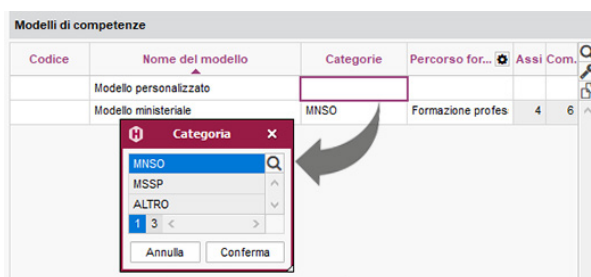 Modelli di competenze
Codice Nome del modello Categorie Percorso for... Assi Com.
Modello personalizzato
Modello ministeriale MNSO Formazione profes 4 6
Categoria
MNSO
MSSP
ALTRO
1 3
Annulla Conferma